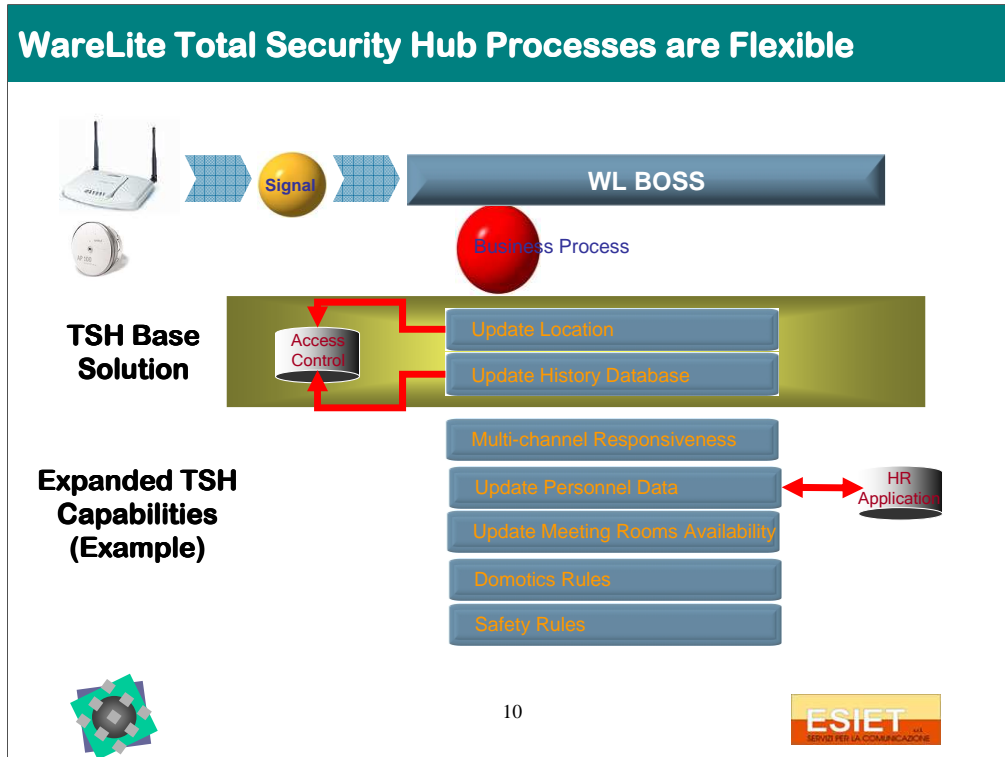 WareLite Total Security Hub Processes are Flexible
Signal
WL BOSS
Business Process
TSH Base
Solution
Access
Control
Update Location
Update History Database
Expanded TSH
Capabilities
(Example)
Multi-channel Responsiveness
Update Personnel Data
HR
Application
Update Meeting Rooms Availability
Domotics Rules
Safety Rules
10
ESIET s.r.l.
SERVIZI PER LA COMUNICAZIONE